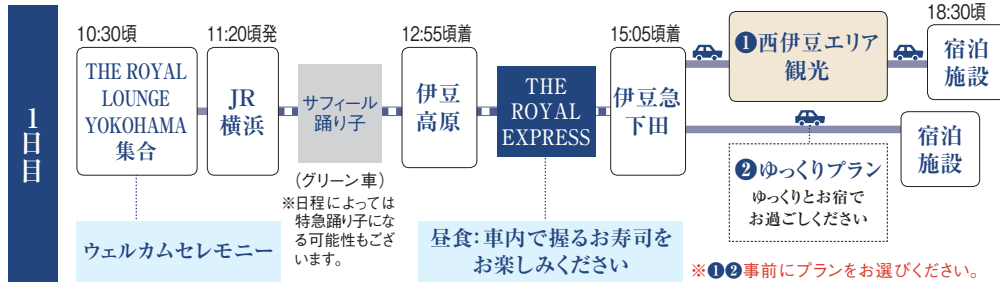 1日目
10:30頃
THE ROYAL
LOUNGE
YOKOHAMA
集合
ウェルカムセレモニー
11:20頃発
JR
横浜
サフィール
踊り子
(グリーン車)
※日程によっては
特急踊り子にな
る可能性もござ
います。
12:55頃着
伊豆
高原
THE
ROYAL
EXPRESS
昼食:車内で握るお寿司を
お楽しみください
15:05頃着
伊豆急
下田
❶西伊豆エリア
観光
18:30頃
宿泊
施設
❷ゆっくりプラン
ゆっくりとお宿で
お過ごしください
宿泊
施設
※❶❷事前にプランをお選びください。